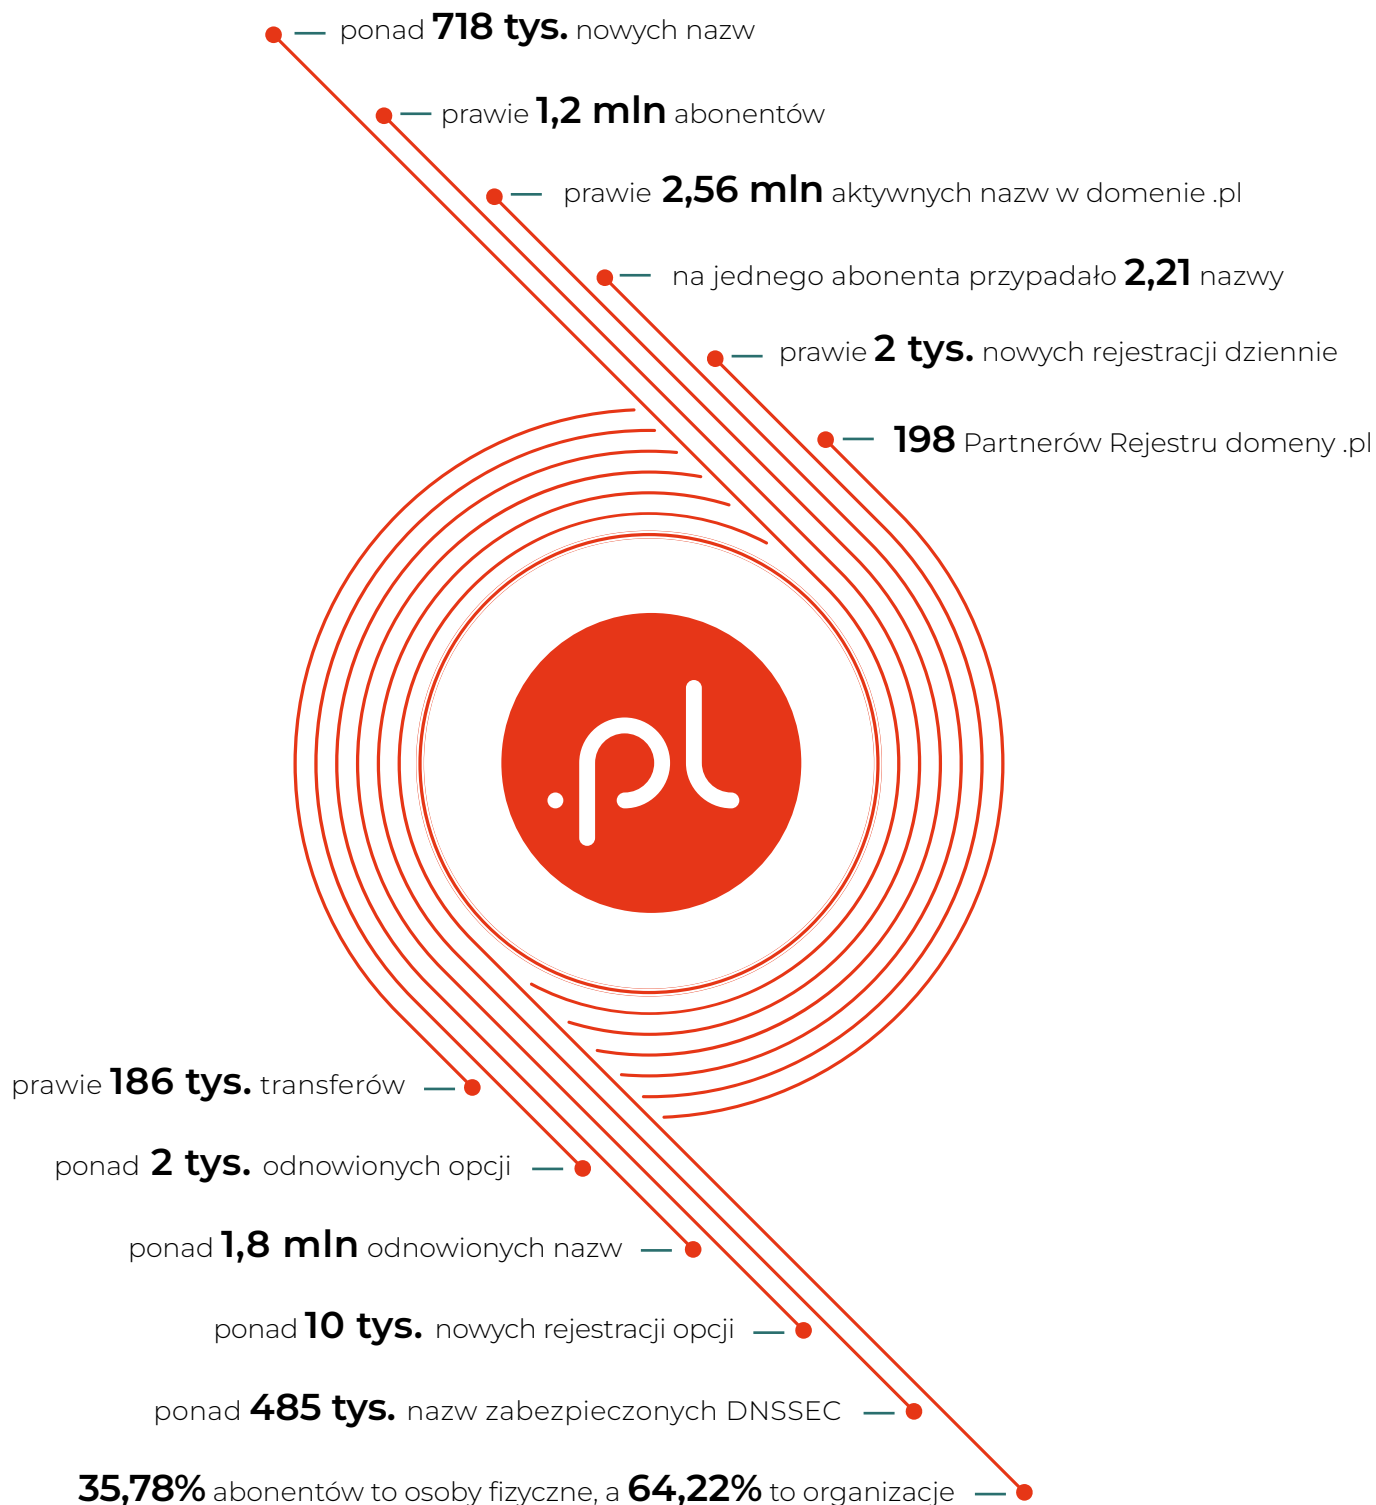 ponad 718 tys. nowych nazw
prawie 1,2 mln abonentów
prawie 2,56 mln aktywnych nazw w domenie .pl
na jednego abonenta przypadało 2,21 nazwy
prawie 2 tys. nowych rejestracji dziennie
198 Partnerów Rejestru domeny .pl
.pl
prawie 186 tys. transferów
ponad 2 tys. odnowionych opcji
ponad 1,8 mln odnowionych nazw
ponad 10 tys. nowych rejestracji opcji
ponad 485 tys. nazw zabezpieczonych DNSSEC
35,78% abonentów to osoby fizyczne, a 64,22% to organizacje